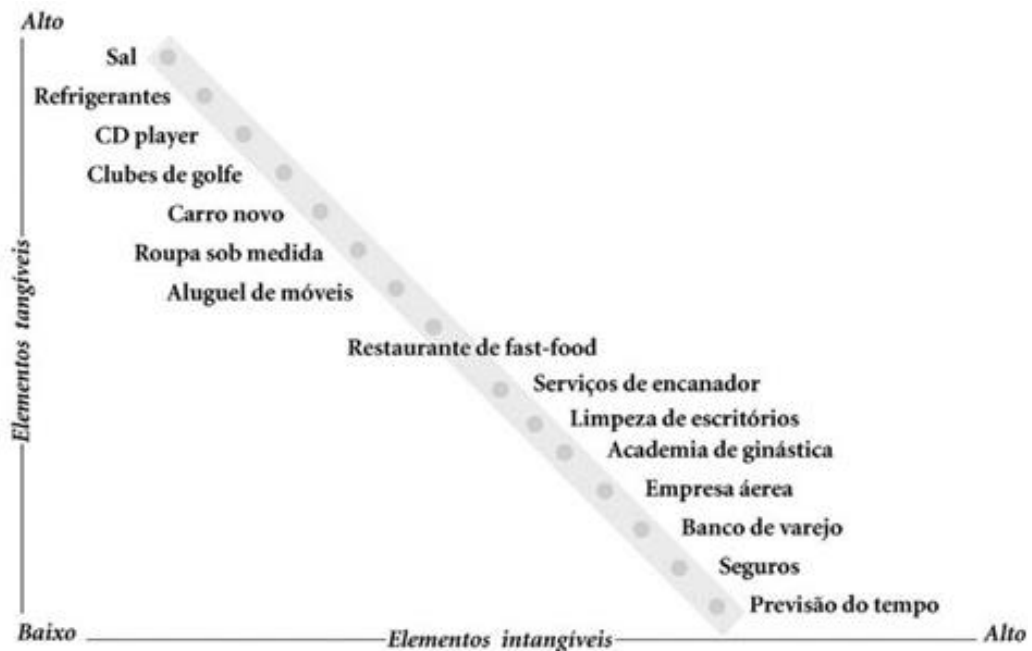 Alto
Sal
Refrigerantes
CD player
Clubes de golfe
Carro novo
Roupa sob medida
Aluguel de móveis
Restaurante de fast-food
Serviços de encanador
Limpeza de escritórios
Academia de ginástica
Empresa áerea
Banco de varejo
Seguros
Previsão do tempo
Elementos tangíveis
Baixo
Elementos intangíveis
Alto